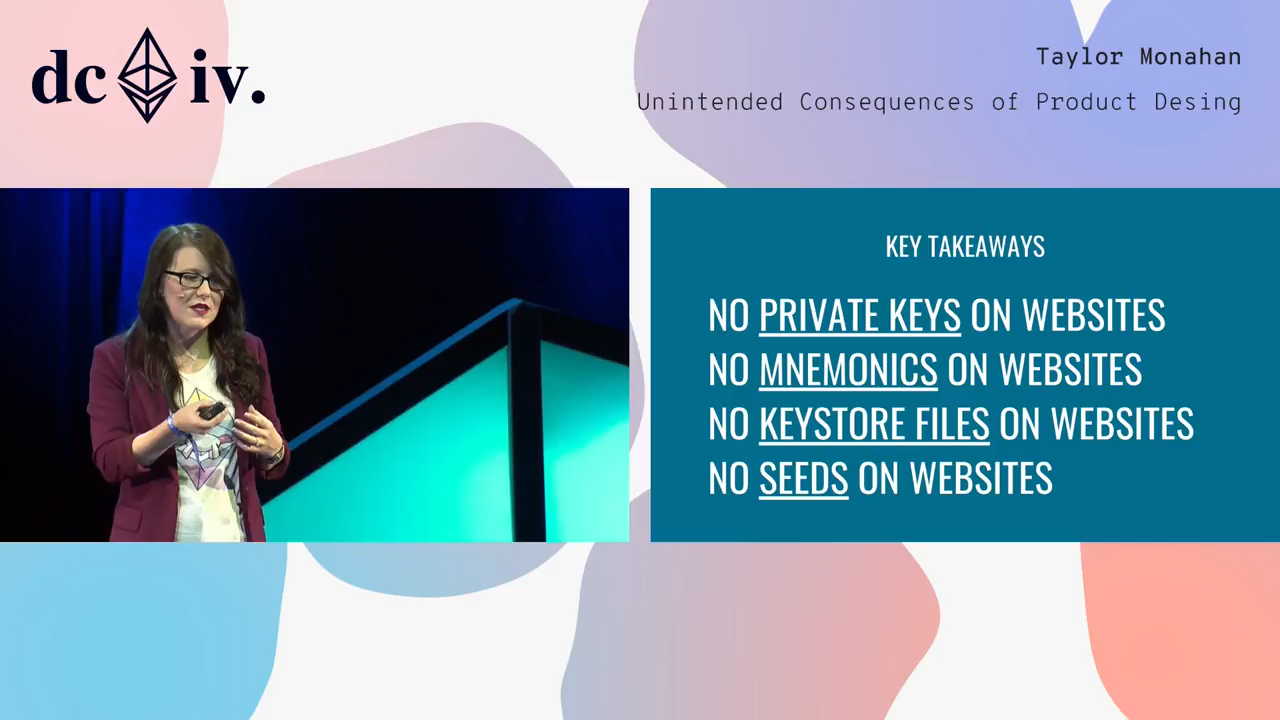 dc iv.
Taylor Monahan
Unintended Consequences of Product Desing
KEY TAKEAWAYS
NO PRIVATE KEYS ON WEBSITES
NO MNEMONICS ON WEBSITES
NO KEYSTORE FILES ON WEBSITES
NO SEEDS ON WEBSITES